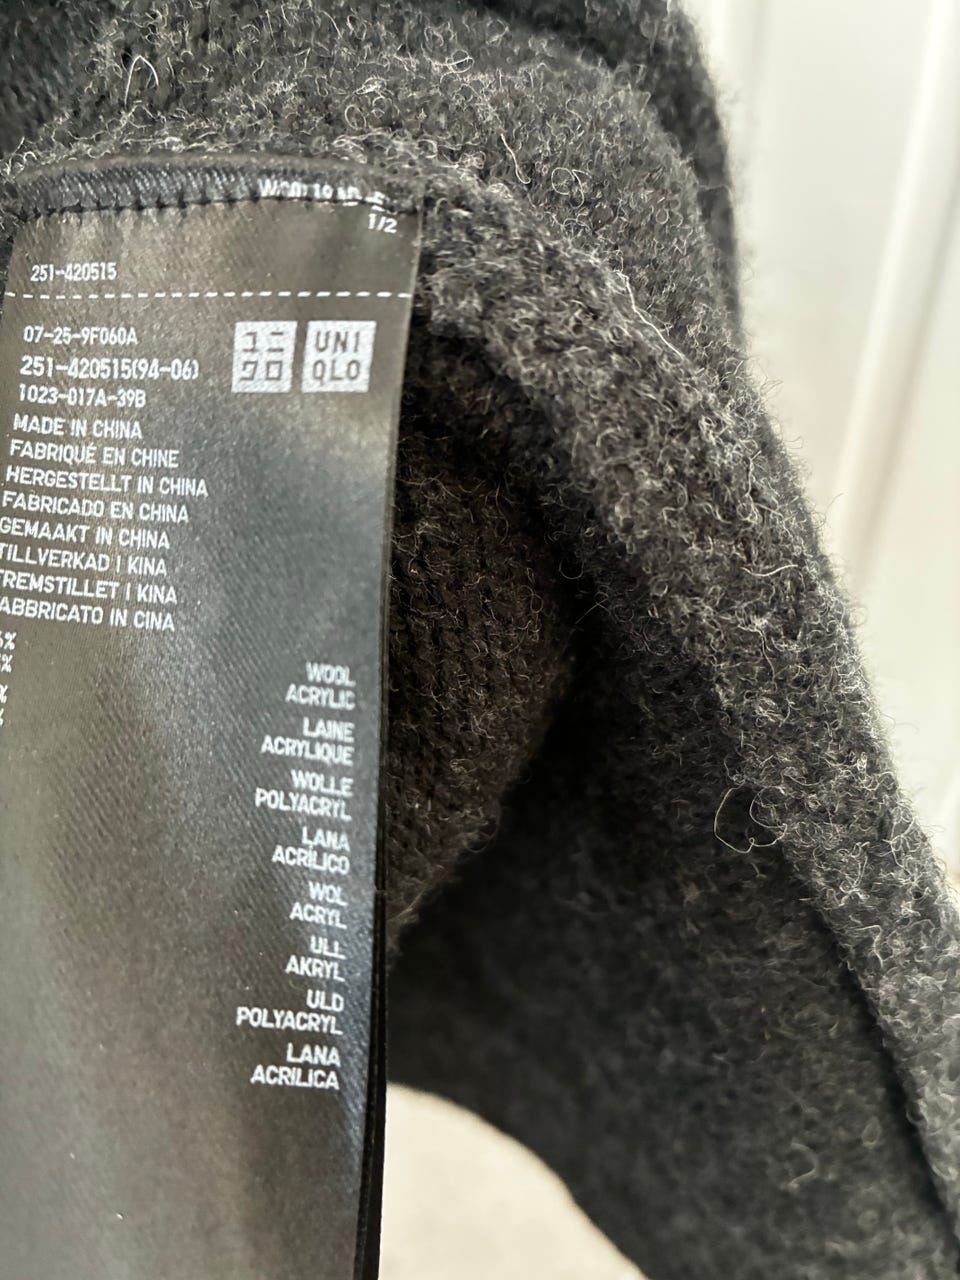 1/2
251-420515
07-25-9F060A
251-420515(94-06)
1023-017A-39B
ユニ
クロ
UNI
QLO
MADE IN CHINA
FABRIQUÉ EN CHINE
HERGESTELLT IN CHINA
FABRICADO EN CHINA
GEMAAKT IN CHINA
TILLVERKAD I KINA
FREMSTILLET I KINA
ABBRICATO IN CINA
%
%
%
%
WOOL
ACRYLIC
LAINE
ACRYLIQUE
WOLLE
POLYACRYL
LANA
ACRÍLICO
WOL
ACRYL
ULL
AKRYL
ULD
POLYACRYL
LANA
ACRILICA